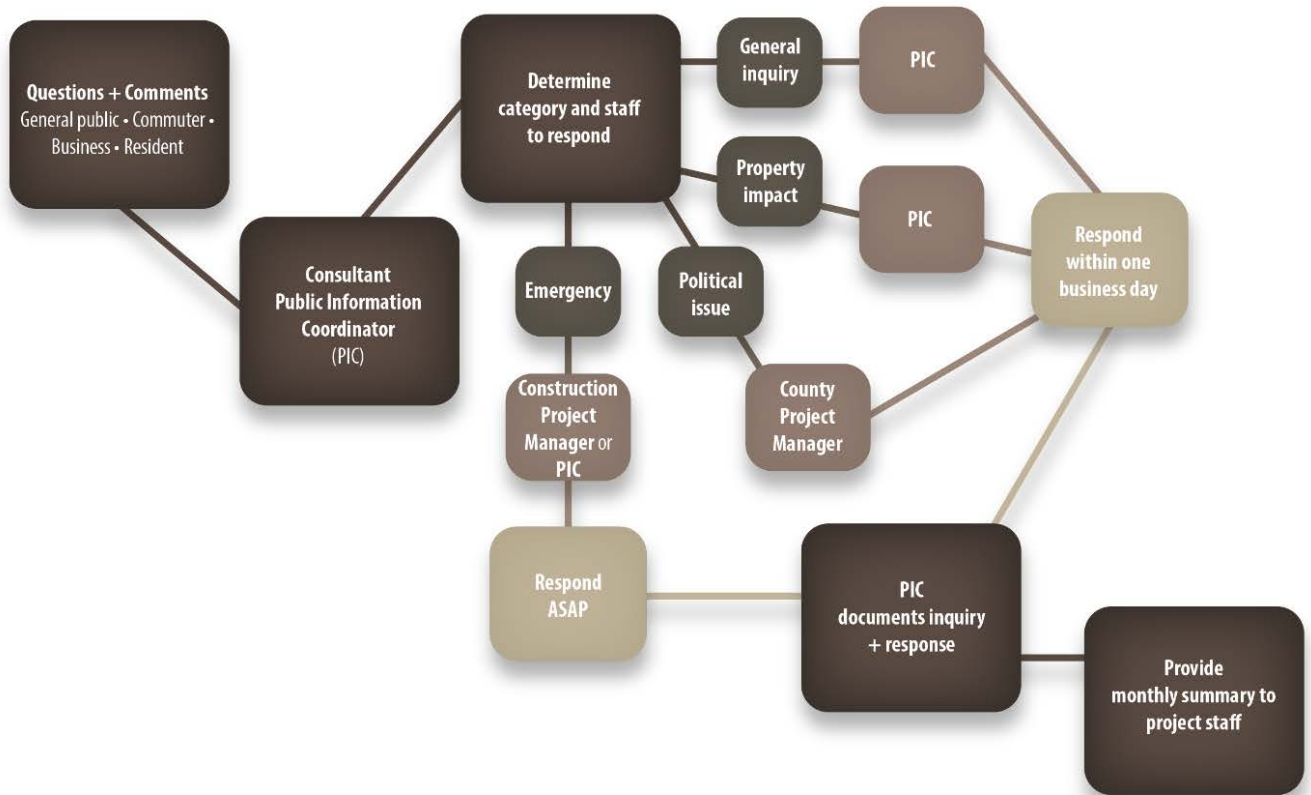 Questions + Comments
General public • Commuter •
Business • Resident
Consultant
Public Information
Coordinator
(PIC)
Determine
category and staff
to respond
General
inquiry
PIC
Property
impact
PIC
Political
issue
County
Project
Manager
Respond
within one
business day
Emergency
Construction
Project
Manager or
PIC
Respond
ASAP
PIC
documents inquiry
+ response
Provide
monthly summary to
project staff